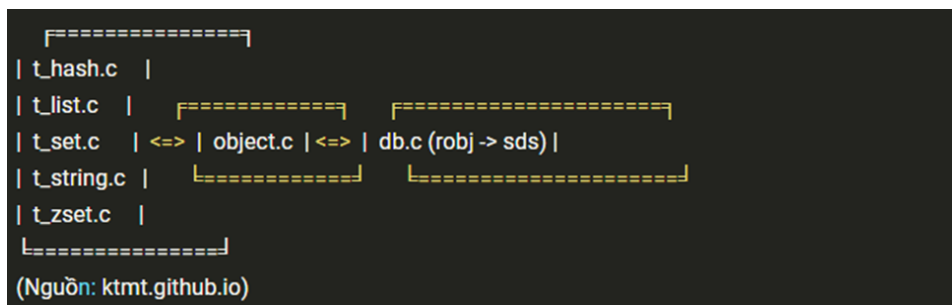 ╒===============╕
| t_hash.c |
| t_list.c | ╒============╕ ╒=====================╕
| t_set.c | <=> | object.c | <=> | db.c (robj -> sds) |
| t_string.c | ╘============╛ ╘=====================╛
| t_zset.c |
╘===============╛
(Nguồn: ktmt.github.io)